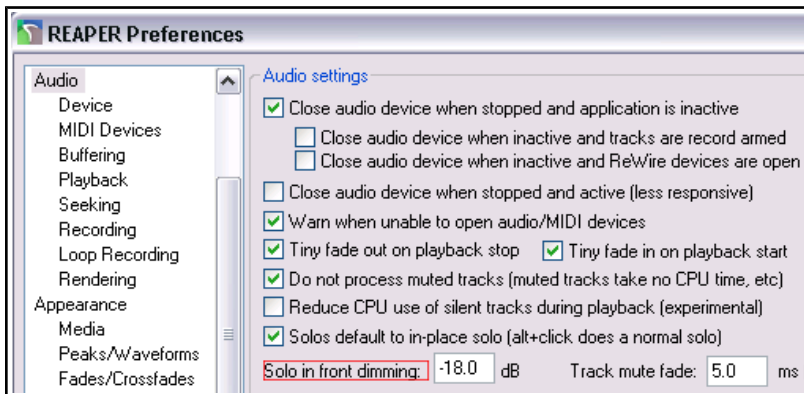 REAPER Preferences
Audio
Device
MIDI Devices
Buffering
Playback
Seeking
Recording
Loop Recording
Rendering
Appearance
Media
Peaks/Waveforms
Fades/Crossfades
Audio settings
Close audio device when stopped and application is inactive
Close audio device when inactive and tracks are record armed
Close audio device when inactive and ReWire devices are open
Close audio device when stopped and active (less responsive)
Warn when unable to open audio/MIDI devices
Tiny fade out on playback stop Tiny fade in on playback start
Do not process muted tracks (muted tracks take no CPU time, etc)
Reduce CPU use of silent tracks during playback (experimental)
Solos default to in-place solo (alt+click does a normal solo)
Solo in front dimming: -18.0 dB Track mute fade: 5.0 ms